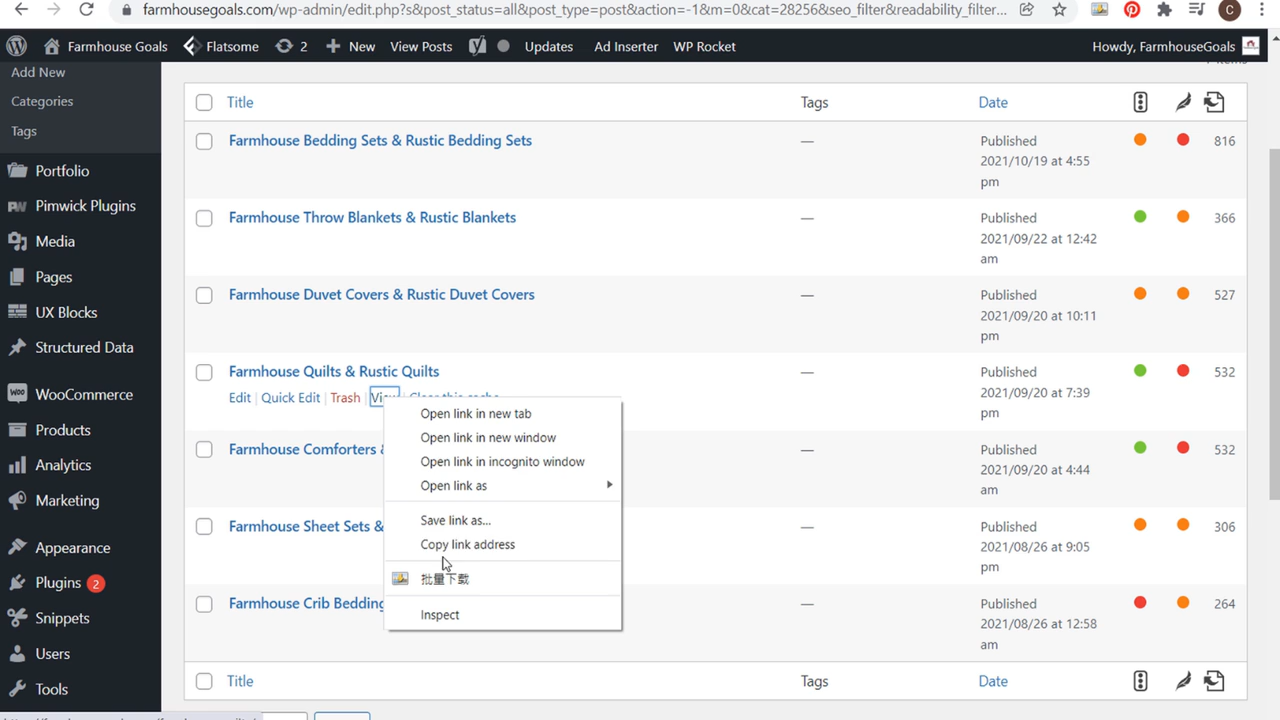 farmhousegoals.com/wp-admin/edit.php?s&post_status=all&post_type=post&action=-1&m=0&cat=28256&seo_filter&readability_filter...
C
Farmhouse Goals
Flatsome
2
New
View Posts
Updates
Ad Inserter
WP Rocket
Howdy, FarmhouseGoals
Add New
Categories
Tags
Portfolio
Pimwick Plugins
Media
Pages
UX Blocks
Structured Data
WooCommerce
Products
Analytics
Marketing
Appearance
Plugins 2
Snippets
Users
Tools
Title Tags Date
Farmhouse Bedding Sets & Rustic Bedding Sets — Published 816
2021/10/19 at 4:55
pm
Farmhouse Throw Blankets & Rustic Blankets — Published 366
2021/09/22 at 12:42
am
Farmhouse Duvet Covers & Rustic Duvet Covers — Published 527
2021/09/20 at 10:11
pm
Farmhouse Quilts & Rustic Quilts — Published 532
2021/09/20 at 7:39
pm
Edit | Quick Edit | Trash | View | Clear this cache
Open link in new tab
Open link in new window
Open link in incognito window
Open link as
Save link as...
Copy link address
批量下载
Inspect
Farmhouse Comforters & — Published 532
2021/09/20 at 4:44
am
Farmhouse Sheet Sets & — Published 306
2021/08/26 at 9:05
pm
Farmhouse Crib Bedding — Published 264
2021/08/26 at 12:58
am
Title Tags Date